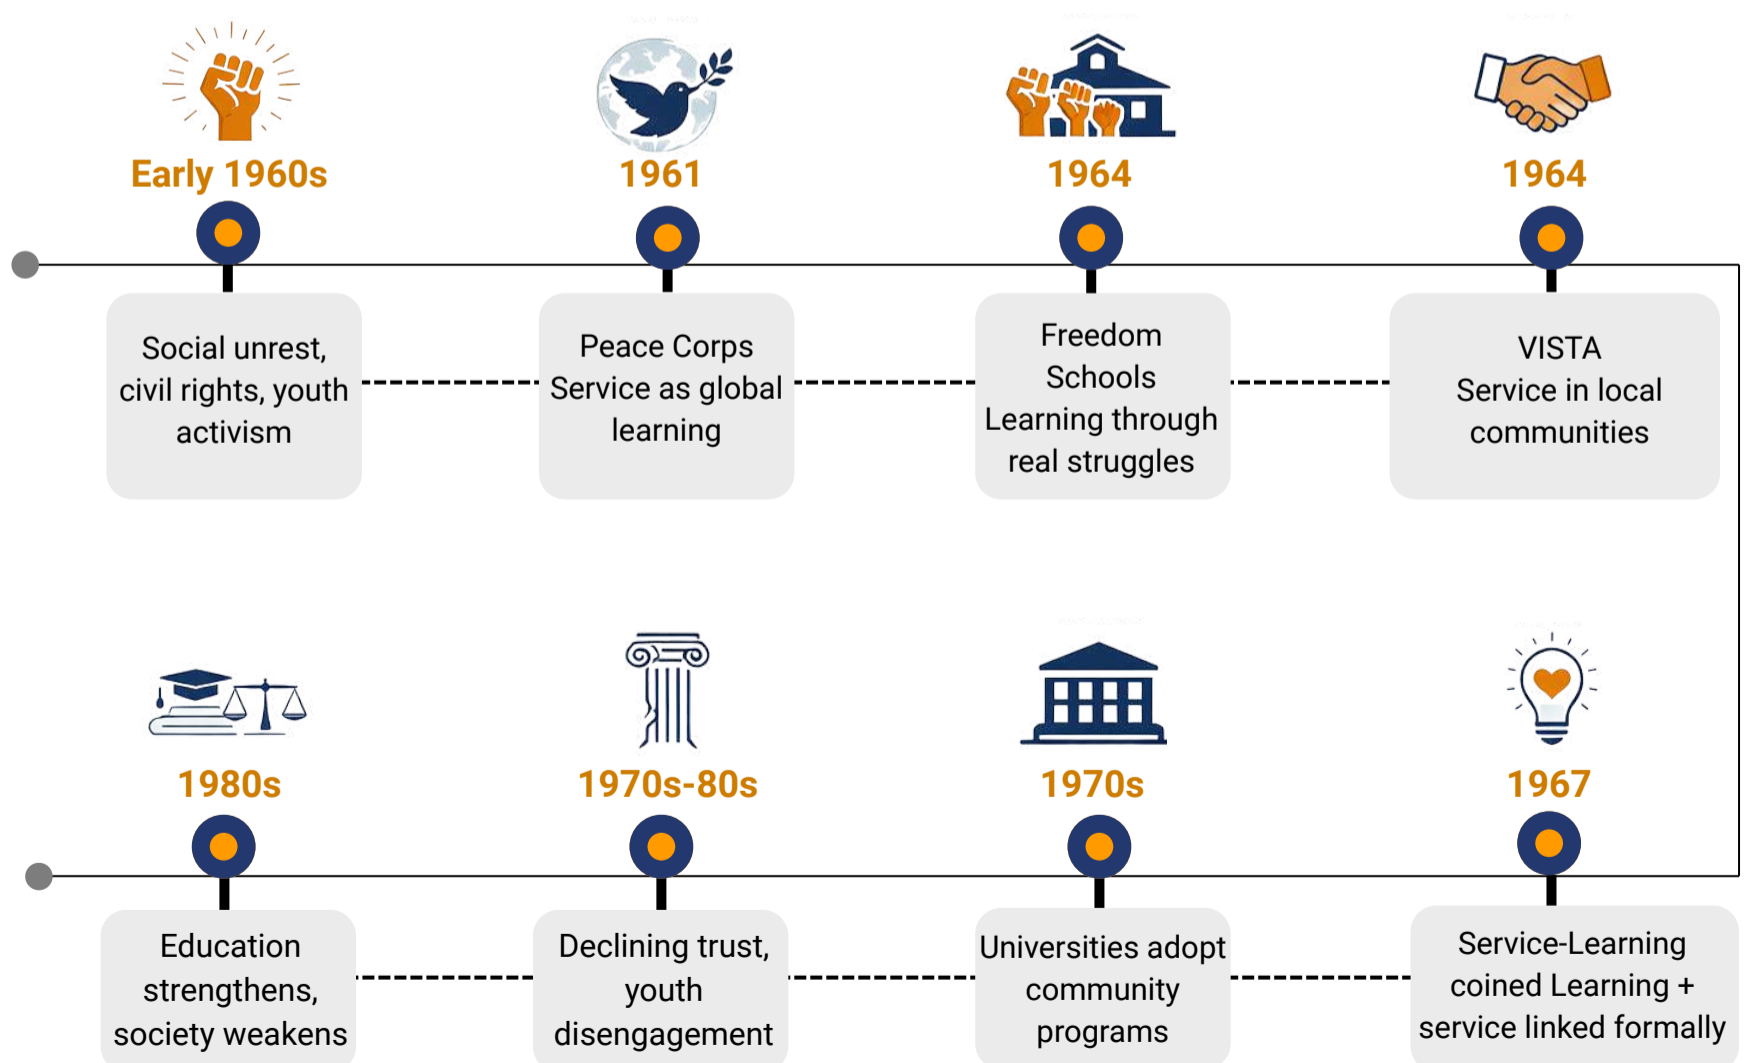 Early 1960s
Social unrest,
civil rights, youth
activism
1961
Peace Corps
Service as global
learning
1964
Freedom
Schools
Learning through
real struggles
1964
VISTA
Service in local
communities
1967
Service-Learning
coined Learning +
service linked formally
1970s
Universities adopt
community
programs
1970s-80s
Declining trust,
youth
disengagement
1980s
Education
strengthens,
society weakens